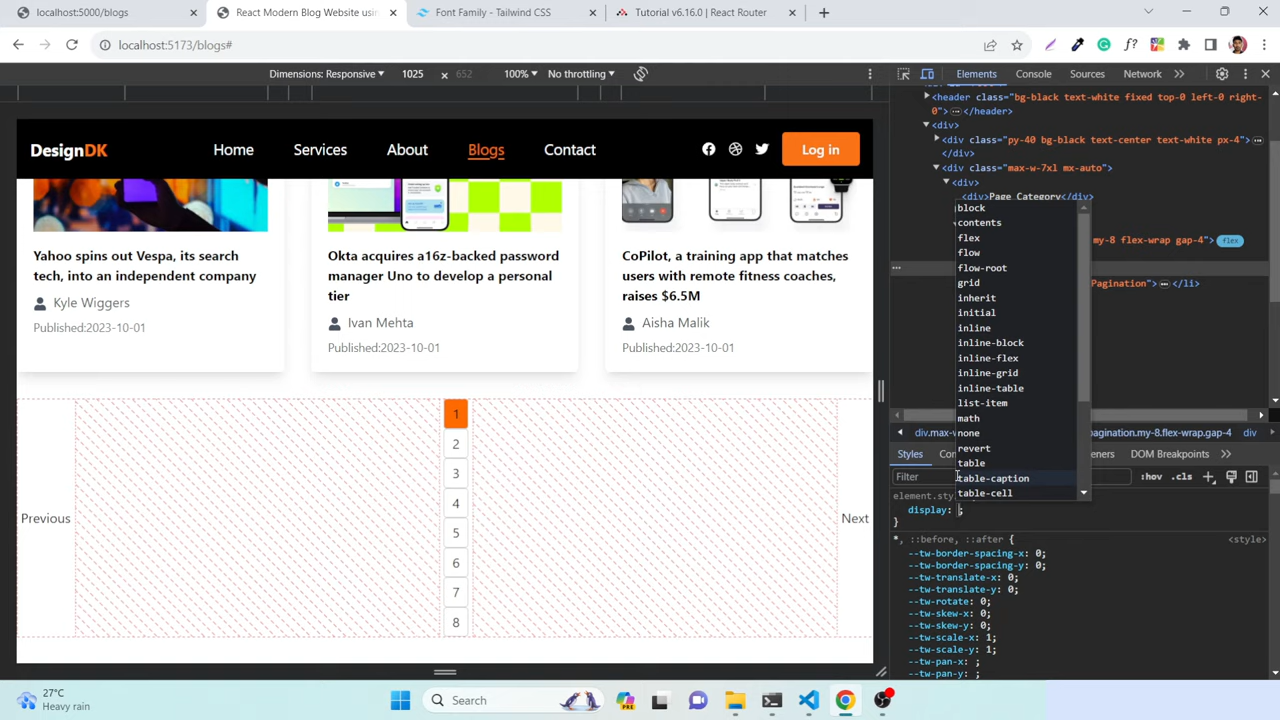 localhost:5000/blogs
React Modern Blog Website usin
Font Family - Tailwind CSS
Tutorial v6.16.0 | React Router
localhost:5173/blogs#
Dimensions: Responsive
1025
652
100%
No throttling
Elements
Console
Sources
Network
<header class="bg-black text-white fixed top-0 left-0 right-
0"> … </header>
<div>
<div class="py-40 bg-black text-center text-white px-4"> …
</div>
<div class="max-w-7xl mx-auto">
<div>
<div>Page Category</div>
my-8 flex-wrap gap-4"> flex
Pagination"> … </li>
DesignDK
Home
Services
About
Blogs
Contact
Log in
Yahoo spins out Vespa, its search
tech, into an independent company
Kyle Wiggers
Published:2023-10-01
Okta acquires a16z-backed password
manager Uno to develop a personal
tier
Ivan Mehta
Published:2023-10-01
CoPilot, a training app that matches
users with remote fitness coaches,
raises $6.5M
Aisha Malik
Published:2023-10-01
Previous
1
2
3
4
5
6
7
8
Next
block
contents
flex
flow
flow-root
grid
inherit
initial
inline
inline-block
inline-flex
inline-grid
inline-table
list-item
math
none
revert
table
table-caption
table-cell
div.max-w
pagination.my-8.flex-wrap.gap-4
div
Styles
Con
eners
DOM Breakpoints
Filter
:hov
.cls
element.sty
display: ;
}
*, ::before, ::after {
<style>
--tw-border-spacing-x: 0;
--tw-border-spacing-y: 0;
--tw-translate-x: 0;
--tw-translate-y: 0;
--tw-rotate: 0;
--tw-skew-x: 0;
--tw-skew-y: 0;
--tw-scale-x: 1;
--tw-scale-y: 1;
--tw-pan-x: ;
--tw-pan-y: ;
27°C
Heavy rain
Search
PRE